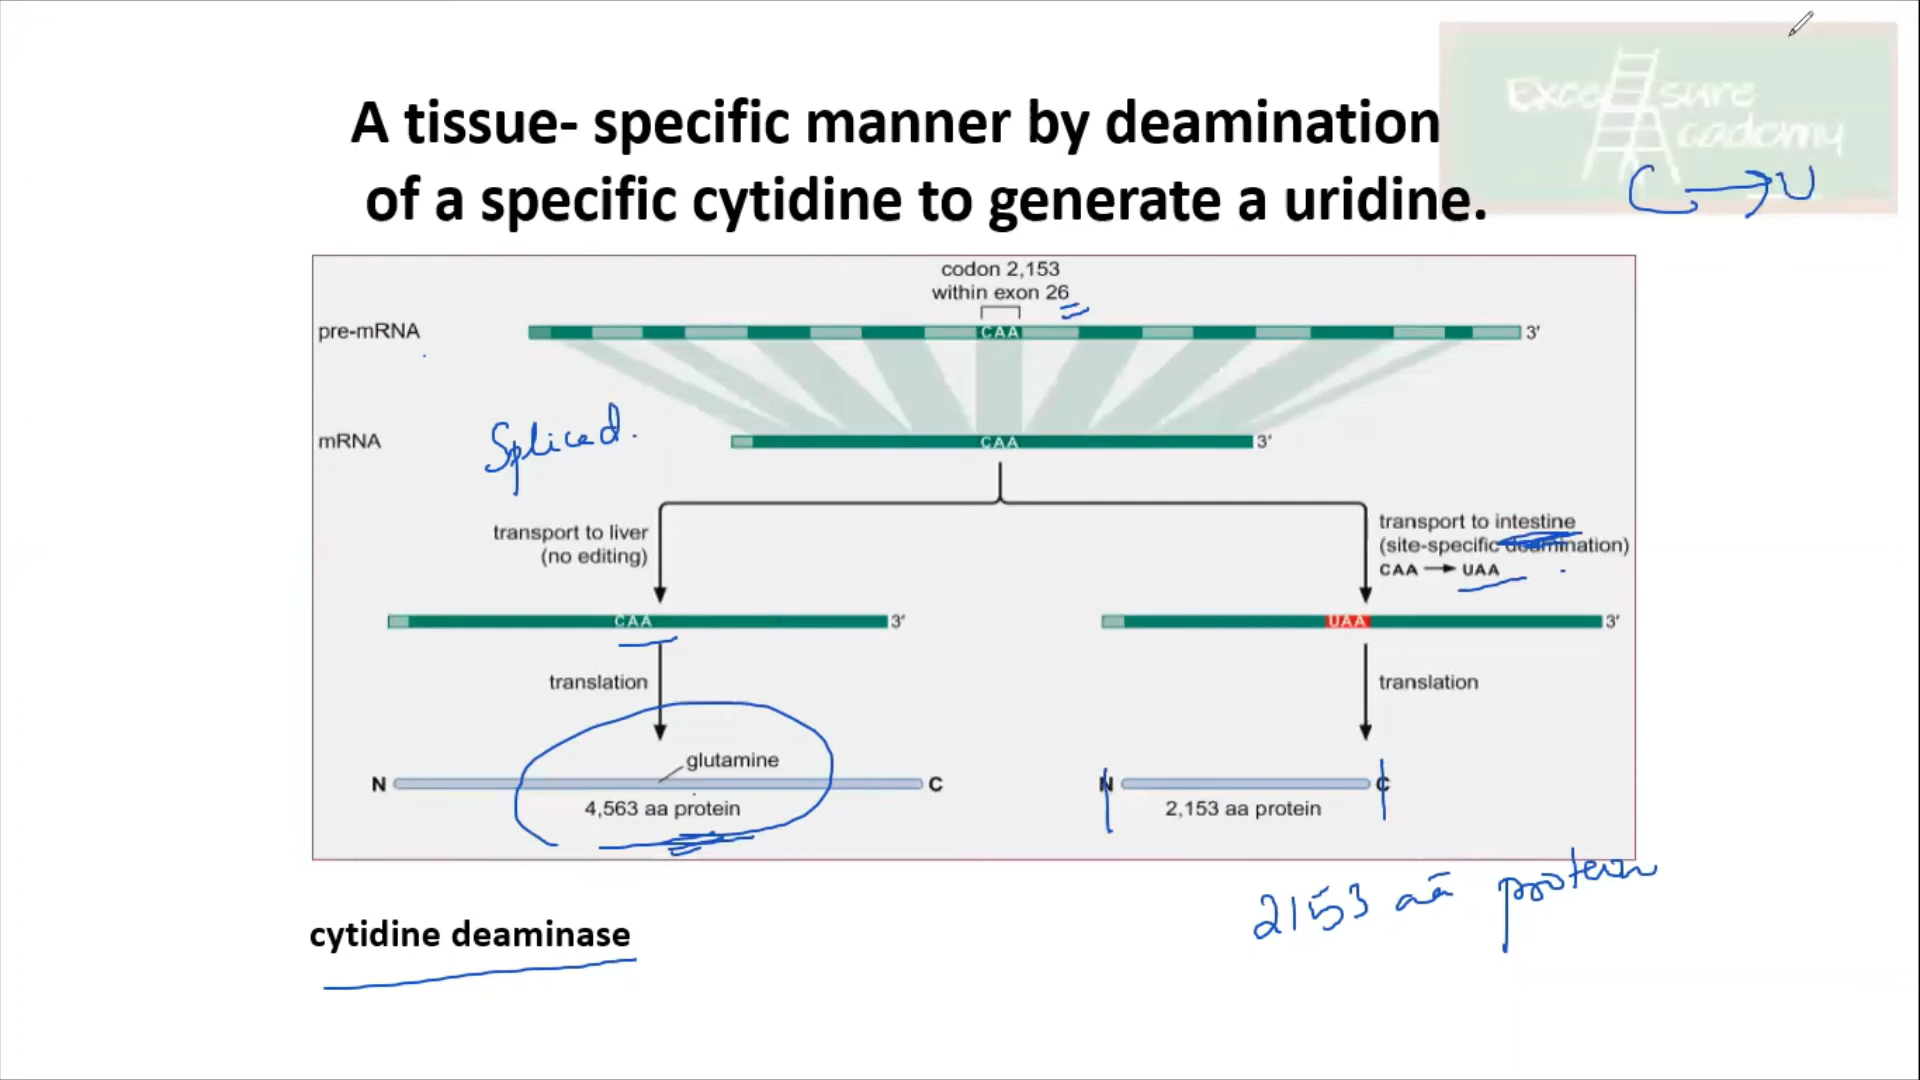 Excel sure
Academy
A tissue- specific manner by deamination
of a specific cytidine to generate a uridine.
C → U
codon 2,153
within exon 26
pre-mRNA
CAA
3'
Spliced.
mRNA
CAA
3'
transport to liver
(no editing)
transport to intestine
(site-specific deamination)
CAA → UAA
CAA
3'
UAA
3'
translation
translation
glutamine
N
C
N
C
4,563 aa protein
2,153 aa protein
2153 aa protein
cytidine deaminase